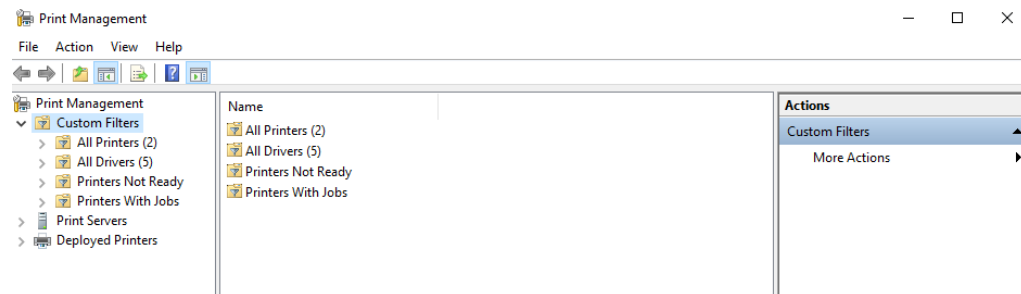 Print Management
File Action View Help
Print Management
Custom Filters
All Printers (2)
All Drivers (5)
Printers Not Ready
Printers With Jobs
Print Servers
Deployed Printers
Name
All Printers (2)
All Drivers (5)
Printers Not Ready
Printers With Jobs
Actions
Custom Filters
More Actions